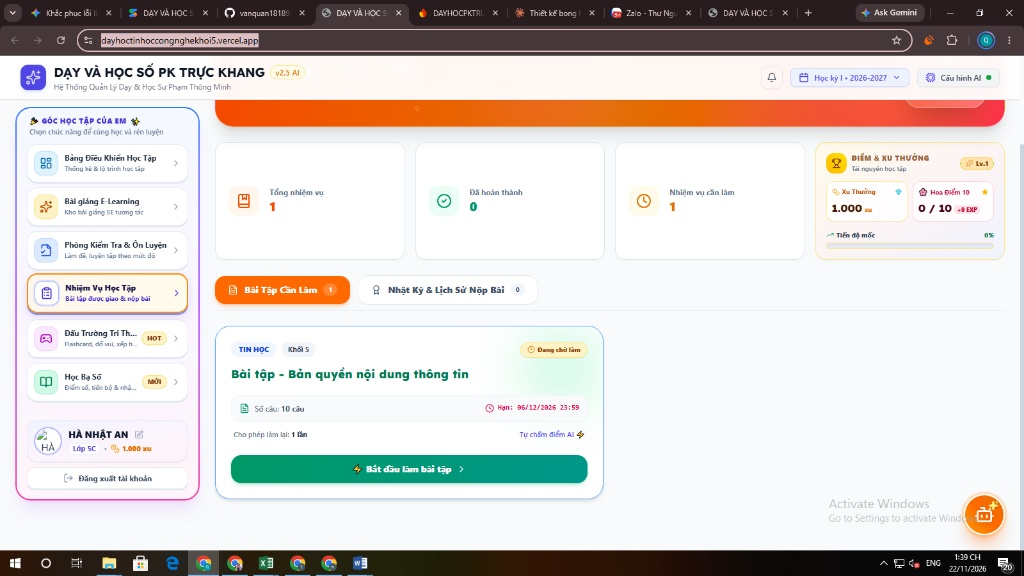 Khắc phục lỗi k
DẠY VÀ HỌC S
vanquan18189
DẠY VÀ HỌC S
DAYHOCPKTRU
Thiết kế bong b
Zalo - Thư Ngu
DẠY VÀ HỌC S
Ask Gemini
dayhoctinhoccongnghekhoi5.vercel.app
DẠY VÀ HỌC SỐ PK TRỰC KHANG
v2.5 AI
Hệ Thống Quản Lý Dạy & Học Sư Phạm Thông Minh
Học kỳ I • 2026-2027
Cấu hình AI
GÓC HỌC TẬP CỦA EM
Chọn chức năng để cùng học và rèn luyện
Bảng Điều Khiển Học Tập
Thống kê & lộ trình học tập
Bài giảng E-Learning
Kho bài giảng SE tương tác
Phòng Kiểm Tra & Ôn Luyện
Làm đề, luyện tập theo mức độ
Nhiệm Vụ Học Tập
Bài tập được giao & nộp bài
Đấu Trường Tri Th...
Flashcard, đố vui, xếp h...
HOT
Học Bạ Số
Điểm số, tiến bộ & nhậ...
MỚI
HÀ
HÀ NHẬT AN
Lớp 5C
• 1.000 xu
Đăng xuất tài khoản
Tổng nhiệm vụ
1
Đã hoàn thành
0
Nhiệm vụ cần làm
1
ĐIỂM & XU THƯỞNG
Tài nguyên học tập
Lv.1
Xu Thưởng
1.000 xu
Hoa Điểm 10
0 / 10
+0 EXP
Tiến độ mốc
0%
Bài Tập Cần Làm
1
Nhật Ký & Lịch Sử Nộp Bài
0
TIN HỌC
Khối 5
Đang chờ làm
Bài tập - Bản quyền nội dung thông tin
Số câu: 10 câu
Hạn: 06/12/2026 23:59
Cho phép làm lại: 1 lần
Tự chấm điểm AI
Bắt đầu làm bài tập
Activate Windows
Go to Settings to activate Windo
ENG
1:39 CH
22/11/2026
20